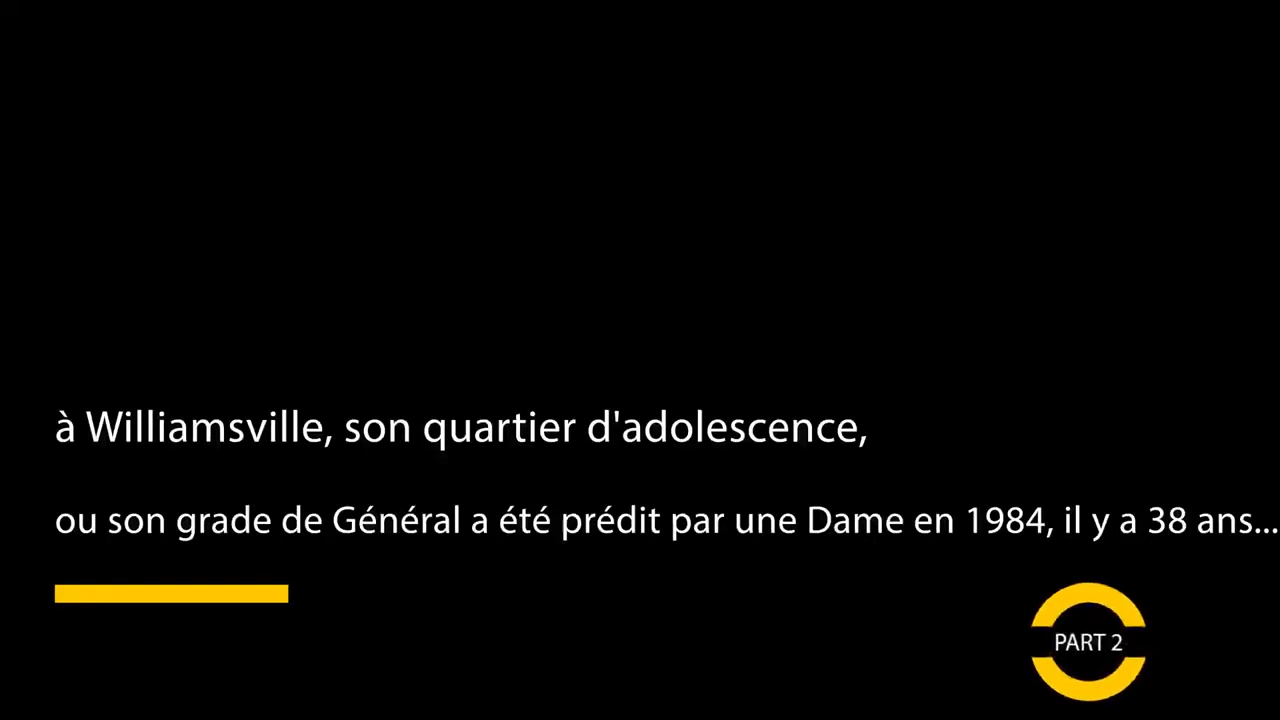 à Williamsville, son quartier d'adolescence,
ou son grade de Général a été prédit par une Dame en 1984, il y a 38 ans...
PART 2